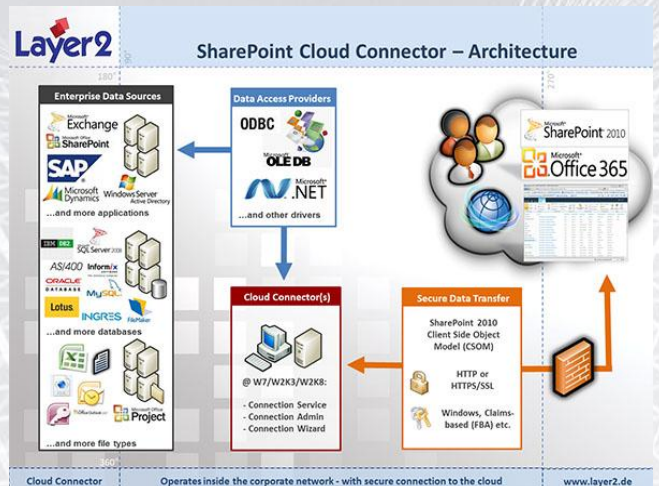 Layer2
SharePoint Cloud Connector – Architecture
180°
90°
270°
Enterprise Data Sources
Microsoft
Exchange
Microsoft Office
SharePoint
SAP
Microsoft
Dynamics
Windows Server
Active Directory
...and more applications
IBM DB2
SQL Server 2008
AS/400
Informix
ORACLE
DATABASE
MySQL
Lotus.
INGRES
FileMaker
...and more databases
Microsoft Office
Project
...and more file types
360°
Data Access Providers
ODBC
OLE DB
Microsoft
.NET
...and other drivers
Cloud Connector(s)
@ W7/W2K3/W2K8:
- Connection Service
- Connection Admin
- Connection Wizard
Secure Data Transfer
SharePoint 2010
Client Side Object
Model (CSOM)
HTTP or
HTTPS/SSL
Windows, Claims-
based (FBA) etc.
Microsoft
SharePoint 2010
Microsoft
Office 365
Cloud Connector
Operates inside the corporate network - with secure connection to the cloud
www.layer2.de